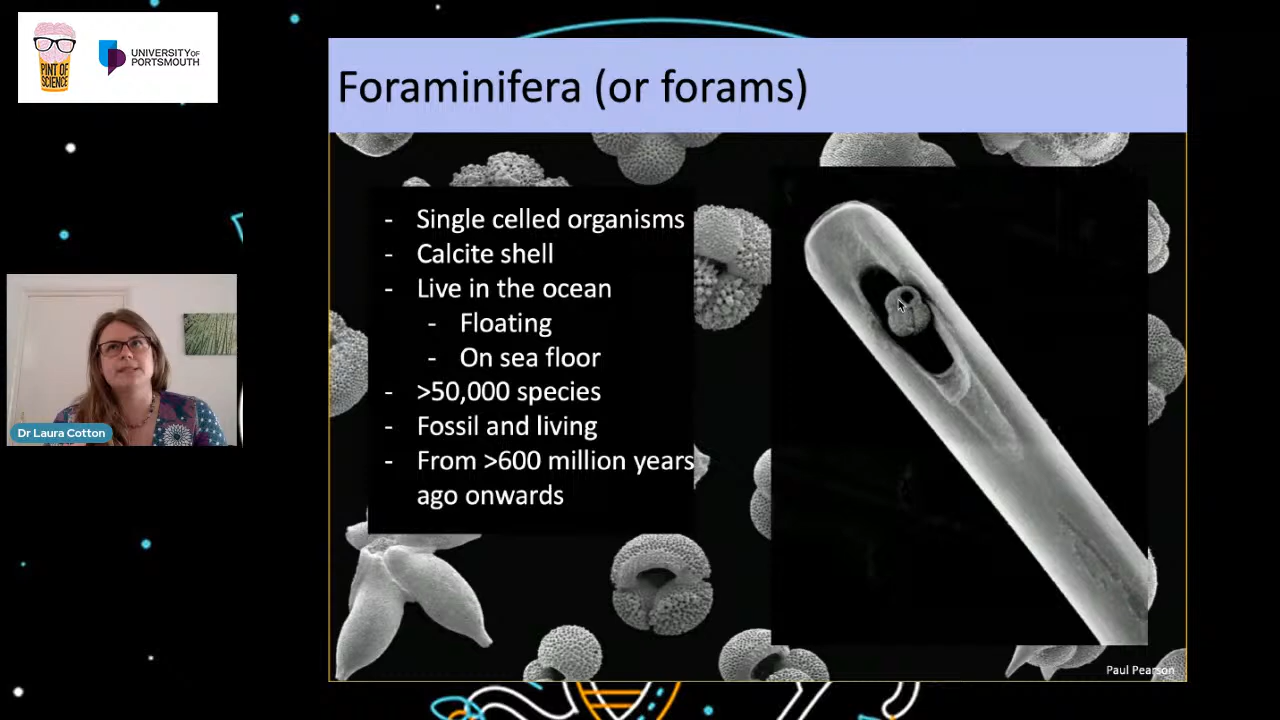 PINT OF
SCIENCE
UNIVERSITY OF
PORTSMOUTH
Foraminifera (or forams)
- Single celled organisms
- Calcite shell
- Live in the ocean
- Floating
- On sea floor
- >50,000 species
- Fossil and living
- From >600 million years
ago onwards
Dr Laura Cotton
Paul Pearson